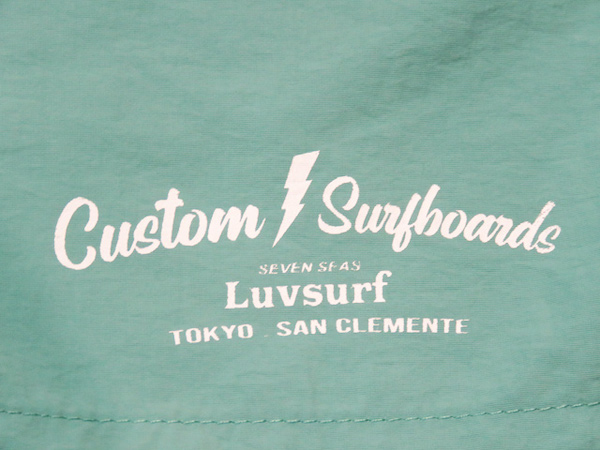 Custom Surfboards
SEVEN SEAS
Luvsurf
TOKYO . SAN CLEMENTE